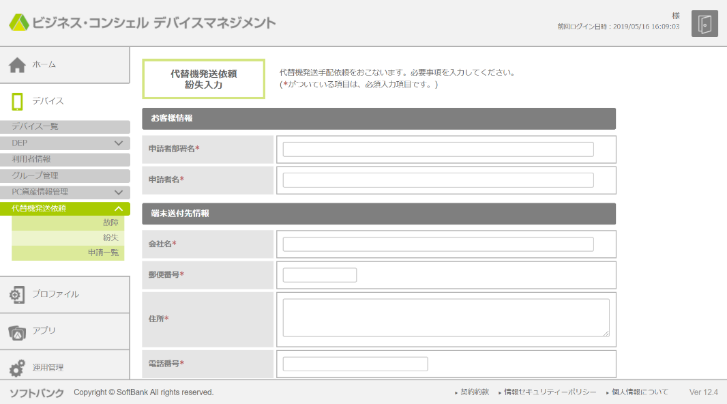 ビジネス・コンシェル デバイスマネジメント
様
前回ログイン日時：2019/05/16 16:09:03
ホーム
デバイス
デバイス一覧
DEP
利用者情報
グループ管理
PC資産情報管理
代替機発送依頼
故障
紛失
申請一覧
プロファイル
アプリ
運用管理
代替機発送依頼
紛失入力
代替機発送手配依頼をおこないます。必要事項を入力してください。
(*がついている項目は、必須入力項目です。)
お客様情報
申請者部署名*
申請者名*
端末送付先情報
会社名*
郵便番号*
住所*
電話番号*
ソフトバンク Copyright © SoftBank All rights reserved.
契約約款 情報セキュリティーポリシー 個人情報について Ver 12.4